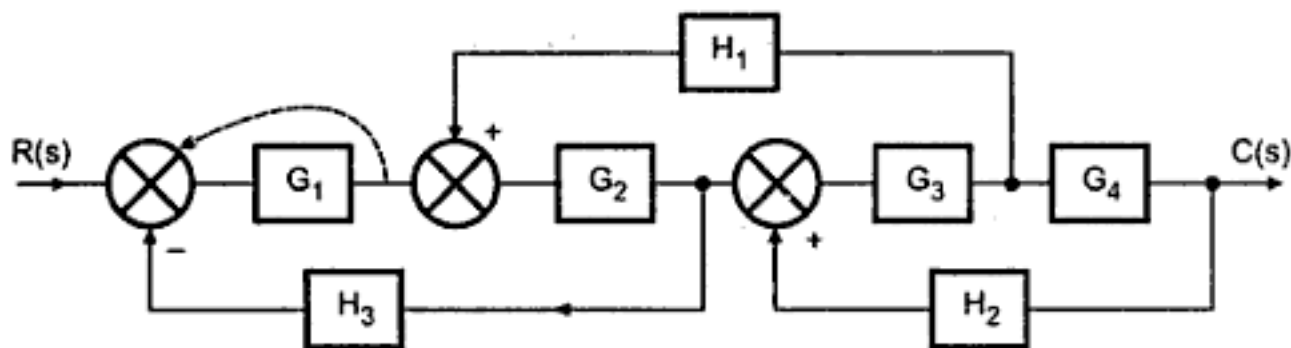 H₁
+
R(s)
G₁
G₂
G₃
G₄
C(s)
−
+
H₃
H₂